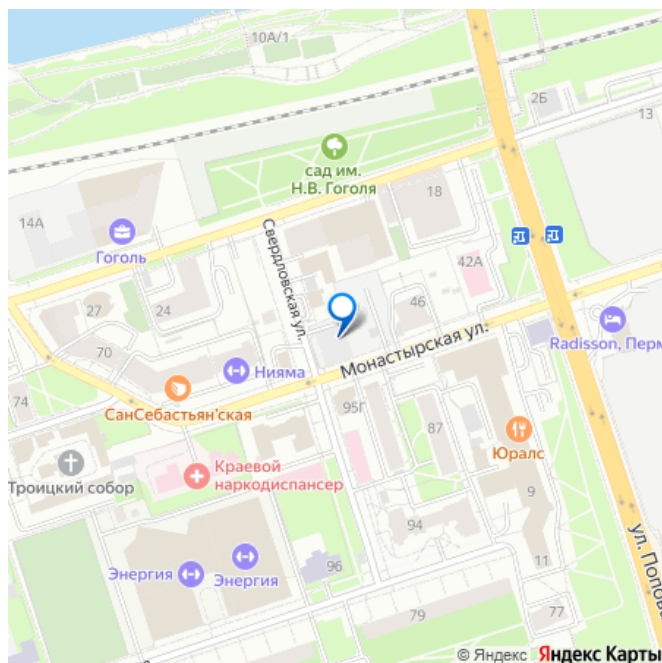 10А/1
2Б
13
сад им.
Н.В. Гоголя
18
14А
Гоголь
Свердловская ул.
42А
27
24
46
Radisson, Перм
70
Монастырская ул.
Нияма
74
СанСебастьян'ская
95Г
87
Юралс
Троицкий собор
Краевой
наркодиспансер
9
94
Энергия
Энергия
96
11
ул. Попова
79
77
© Яндекс Яндекс Карты